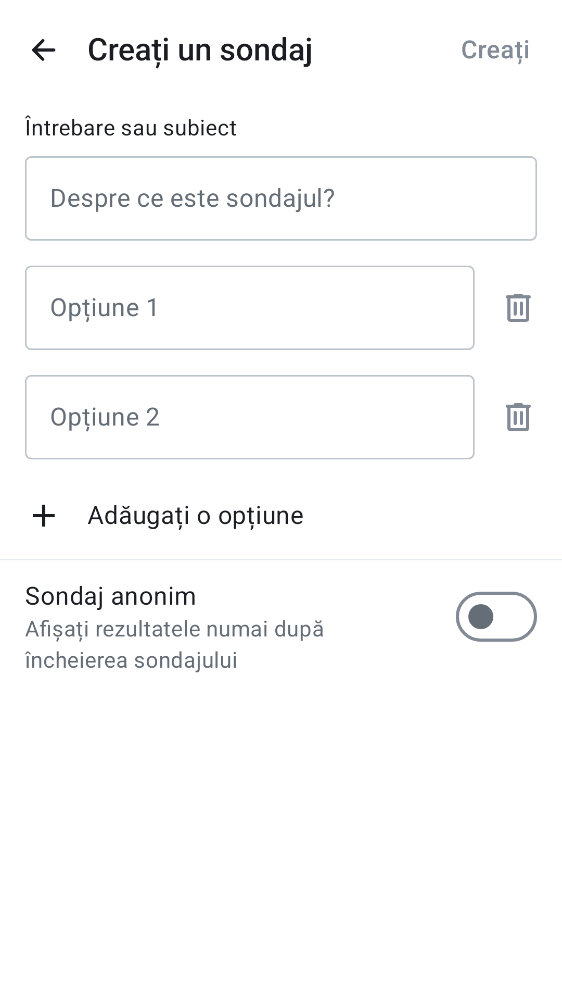 Creați un sondaj
Creați
Întrebare sau subiect
Despre ce este sondajul?
Opțiune 1
Opțiune 2
Adăugați o opțiune
Sondaj anonim
Afișați rezultatele numai după
încheierea sondajului